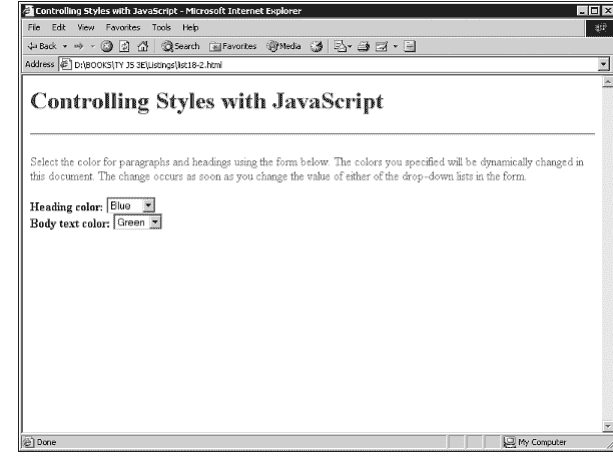 Controlling Styles with JavaScript - Microsoft Internet Explorer
File Edit View Favorites Tools Help
Back Search Favorites Media
Address D:\BOOKS\TY JS 3E\Listings\list18-2.html
Controlling Styles with JavaScript
Select the color for paragraphs and headings using the form below. The colors you specified will be dynamically changed in
this document. The change occurs as soon as you change the value of either of the drop-down lists in the form.
Heading color: Blue
Body text color: Green
Done My Computer